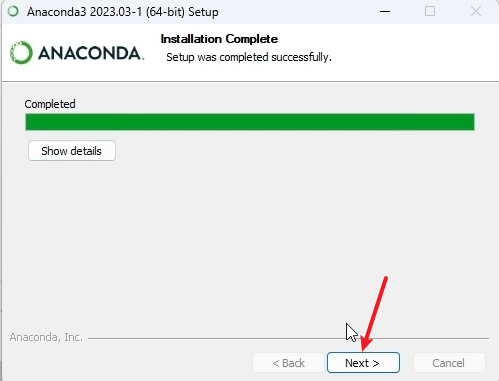 Anaconda3 2023.03-1 (64-bit) Setup
ANACONDA.
Installation Complete
Setup was completed successfully.
Completed
Show details
Anaconda, Inc.
< Back
Next >
Cancel